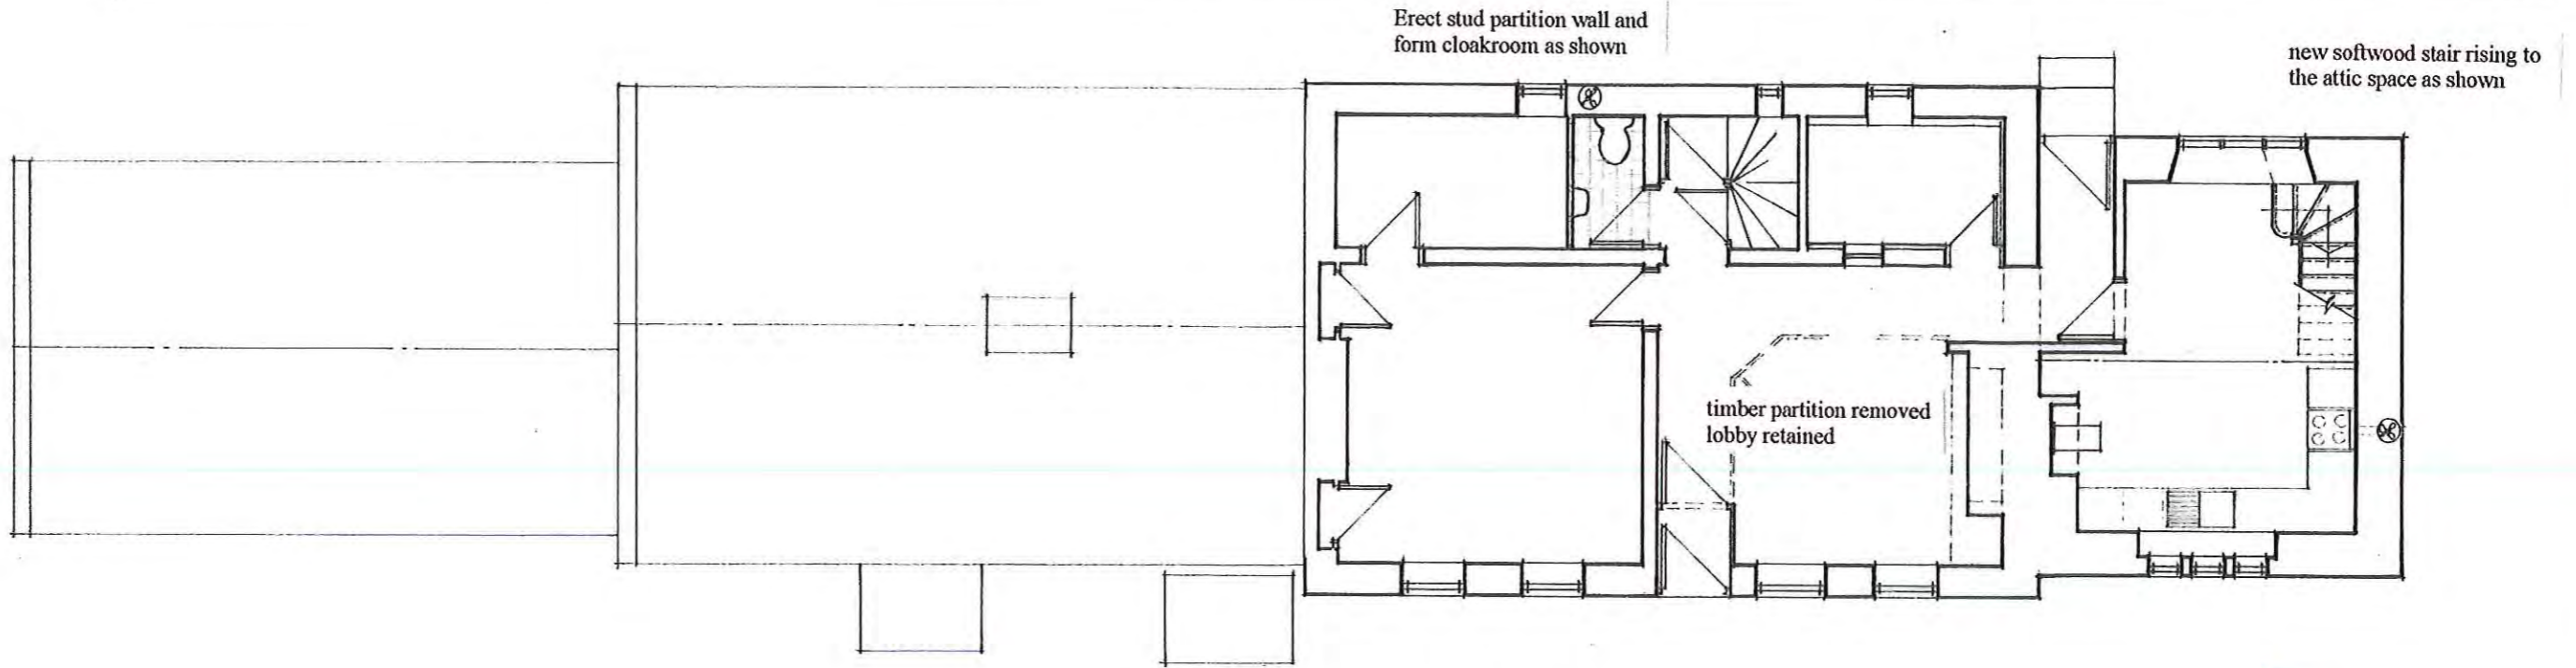 Erect stud partition wall and
form cloakroom as shown
new softwood stair rising to
the attic space as shown
timber partition removed
lobby retained